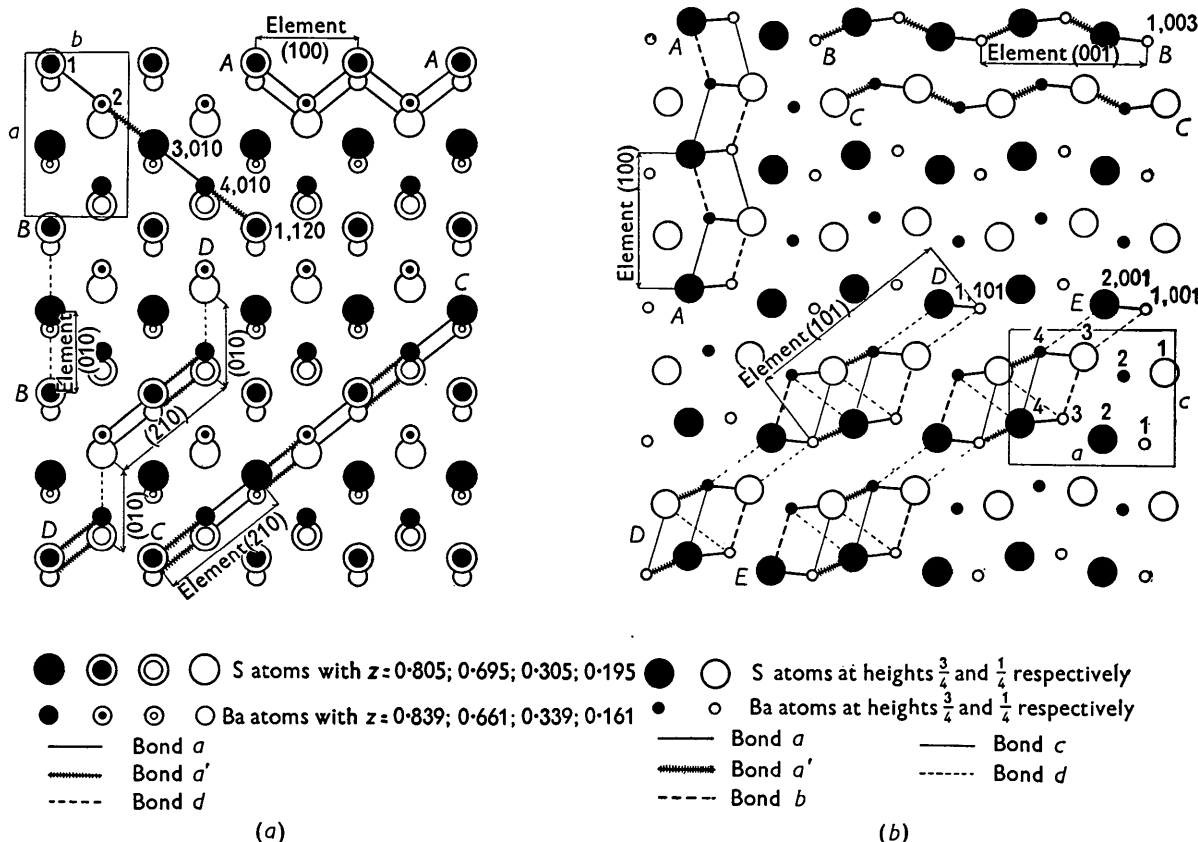 b
Element
(100)
A
A
1
2
a
3,010
4,010
B
1,120
D
C
Element
(010)
(010)
B
(210)
(010)
D
C
Element (210)
S atoms with z = 0·805; 0·695; 0·305; 0·195
Ba atoms with z = 0·839; 0·661; 0·339; 0·161
Bond a
Bond a′
Bond d
(a)
A
B
1,003
B
Element (001)
C
C
Element (100)
A
D
1,101
2,001
E
1,001
Element (101)
4
3
2
1
4
3
2
1
a
c
D
E
S atoms at heights 3/4 and 1/4 respectively
Ba atoms at heights 3/4 and 1/4 respectively
Bond a
Bond c
Bond a′
Bond d
Bond b
(b)